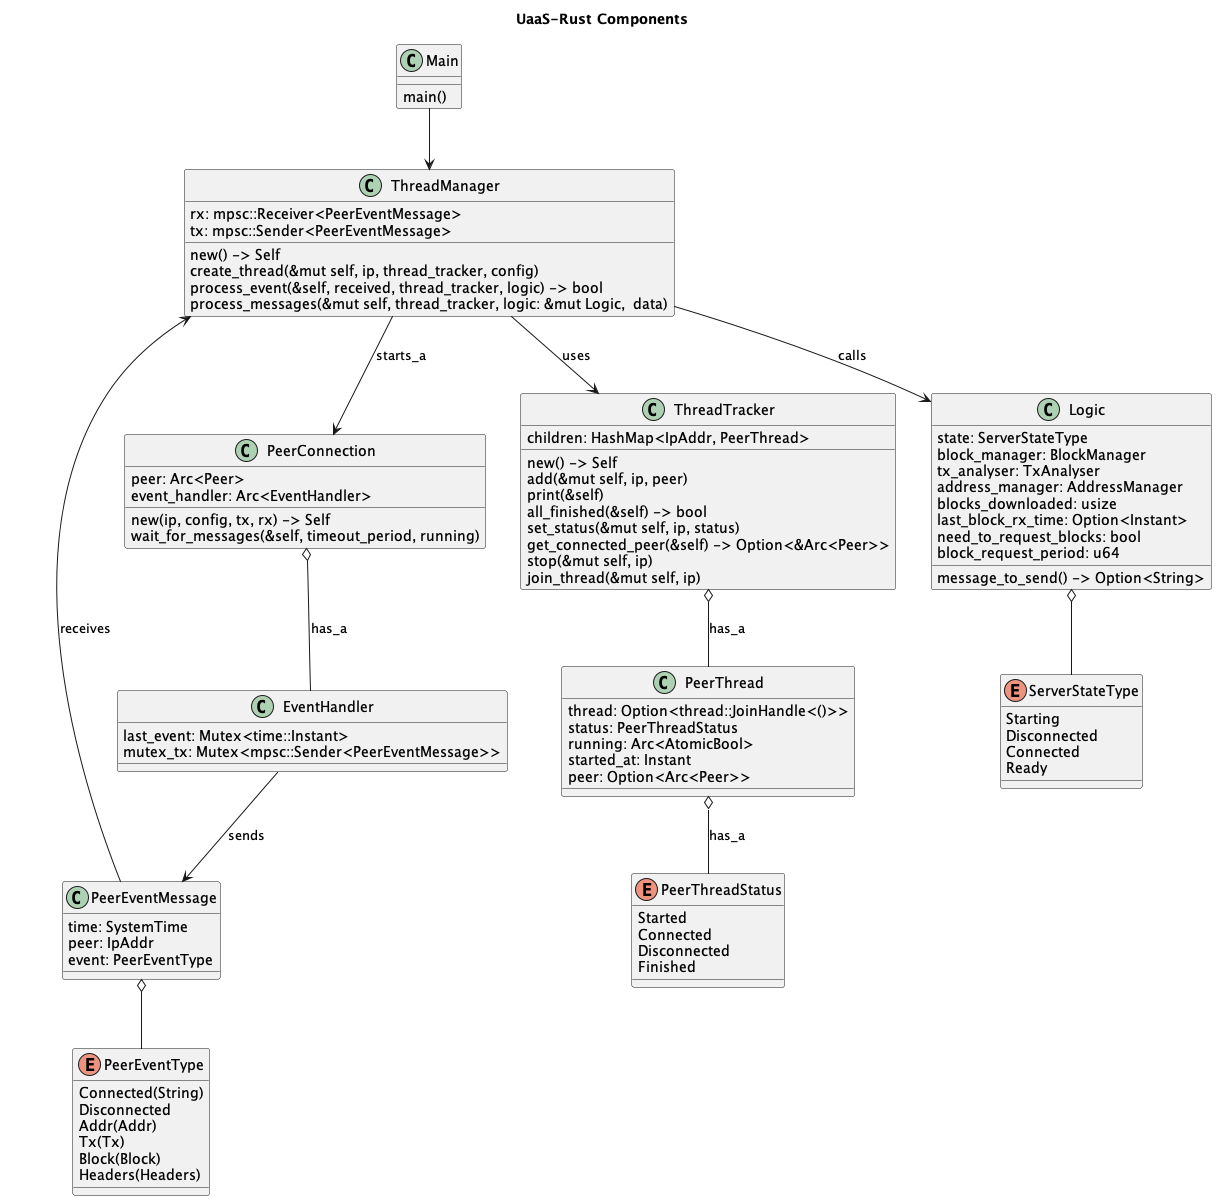 UaaS-Rust Components
C Main
main()
C ThreadManager
rx: mpsc::Receiver<PeerEventMessage>
tx: mpsc::Sender<PeerEventMessage>
new() -> Self
create_thread(&mut self, ip, thread_tracker, config)
process_event(&self, received, thread_tracker, logic) -> bool
process_messages(&mut self, thread_tracker, logic: &mut Logic,  data)
starts_a
uses
calls
C PeerConnection
peer: Arc<Peer>
event_handler: Arc<EventHandler>
new(ip, config, tx, rx) -> Self
wait_for_messages(&self, timeout_period, running)
C ThreadTracker
children: HashMap<IpAddr, PeerThread>
new() -> Self
add(&mut self, ip, peer)
print(&self)
all_finished(&self) -> bool
set_status(&mut self, ip, status)
get_connected_peer(&self) -> Option<&Arc<Peer>>
stop(&mut self, ip)
join_thread(&mut self, ip)
C Logic
state: ServerStateType
block_manager: BlockManager
tx_analyser: TxAnalyser
address_manager: AddressManager
blocks_downloaded: usize
last_block_rx_time: Option<Instant>
need_to_request_blocks: bool
block_request_period: u64
message_to_send() -> Option<String>
receives
has_a
has_a
C EventHandler
last_event: Mutex<time::Instant>
mutex_tx: Mutex<mpsc::Sender<PeerEventMessage>>
C PeerThread
thread: Option<thread::JoinHandle<()>>
status: PeerThreadStatus
running: Arc<AtomicBool>
started_at: Instant
peer: Option<Arc<Peer>>
E ServerStateType
Starting
Disconnected
Connected
Ready
sends
has_a
C PeerEventMessage
time: SystemTime
peer: IpAddr
event: PeerEventType
E PeerThreadStatus
Started
Connected
Disconnected
Finished
E PeerEventType
Connected(String)
Disconnected
Addr(Addr)
Tx(Tx)
Block(Block)
Headers(Headers)